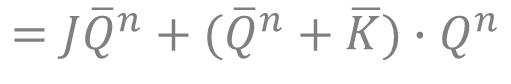 = JQ̅ⁿ + (Q̅ⁿ + K̅) · Qⁿ